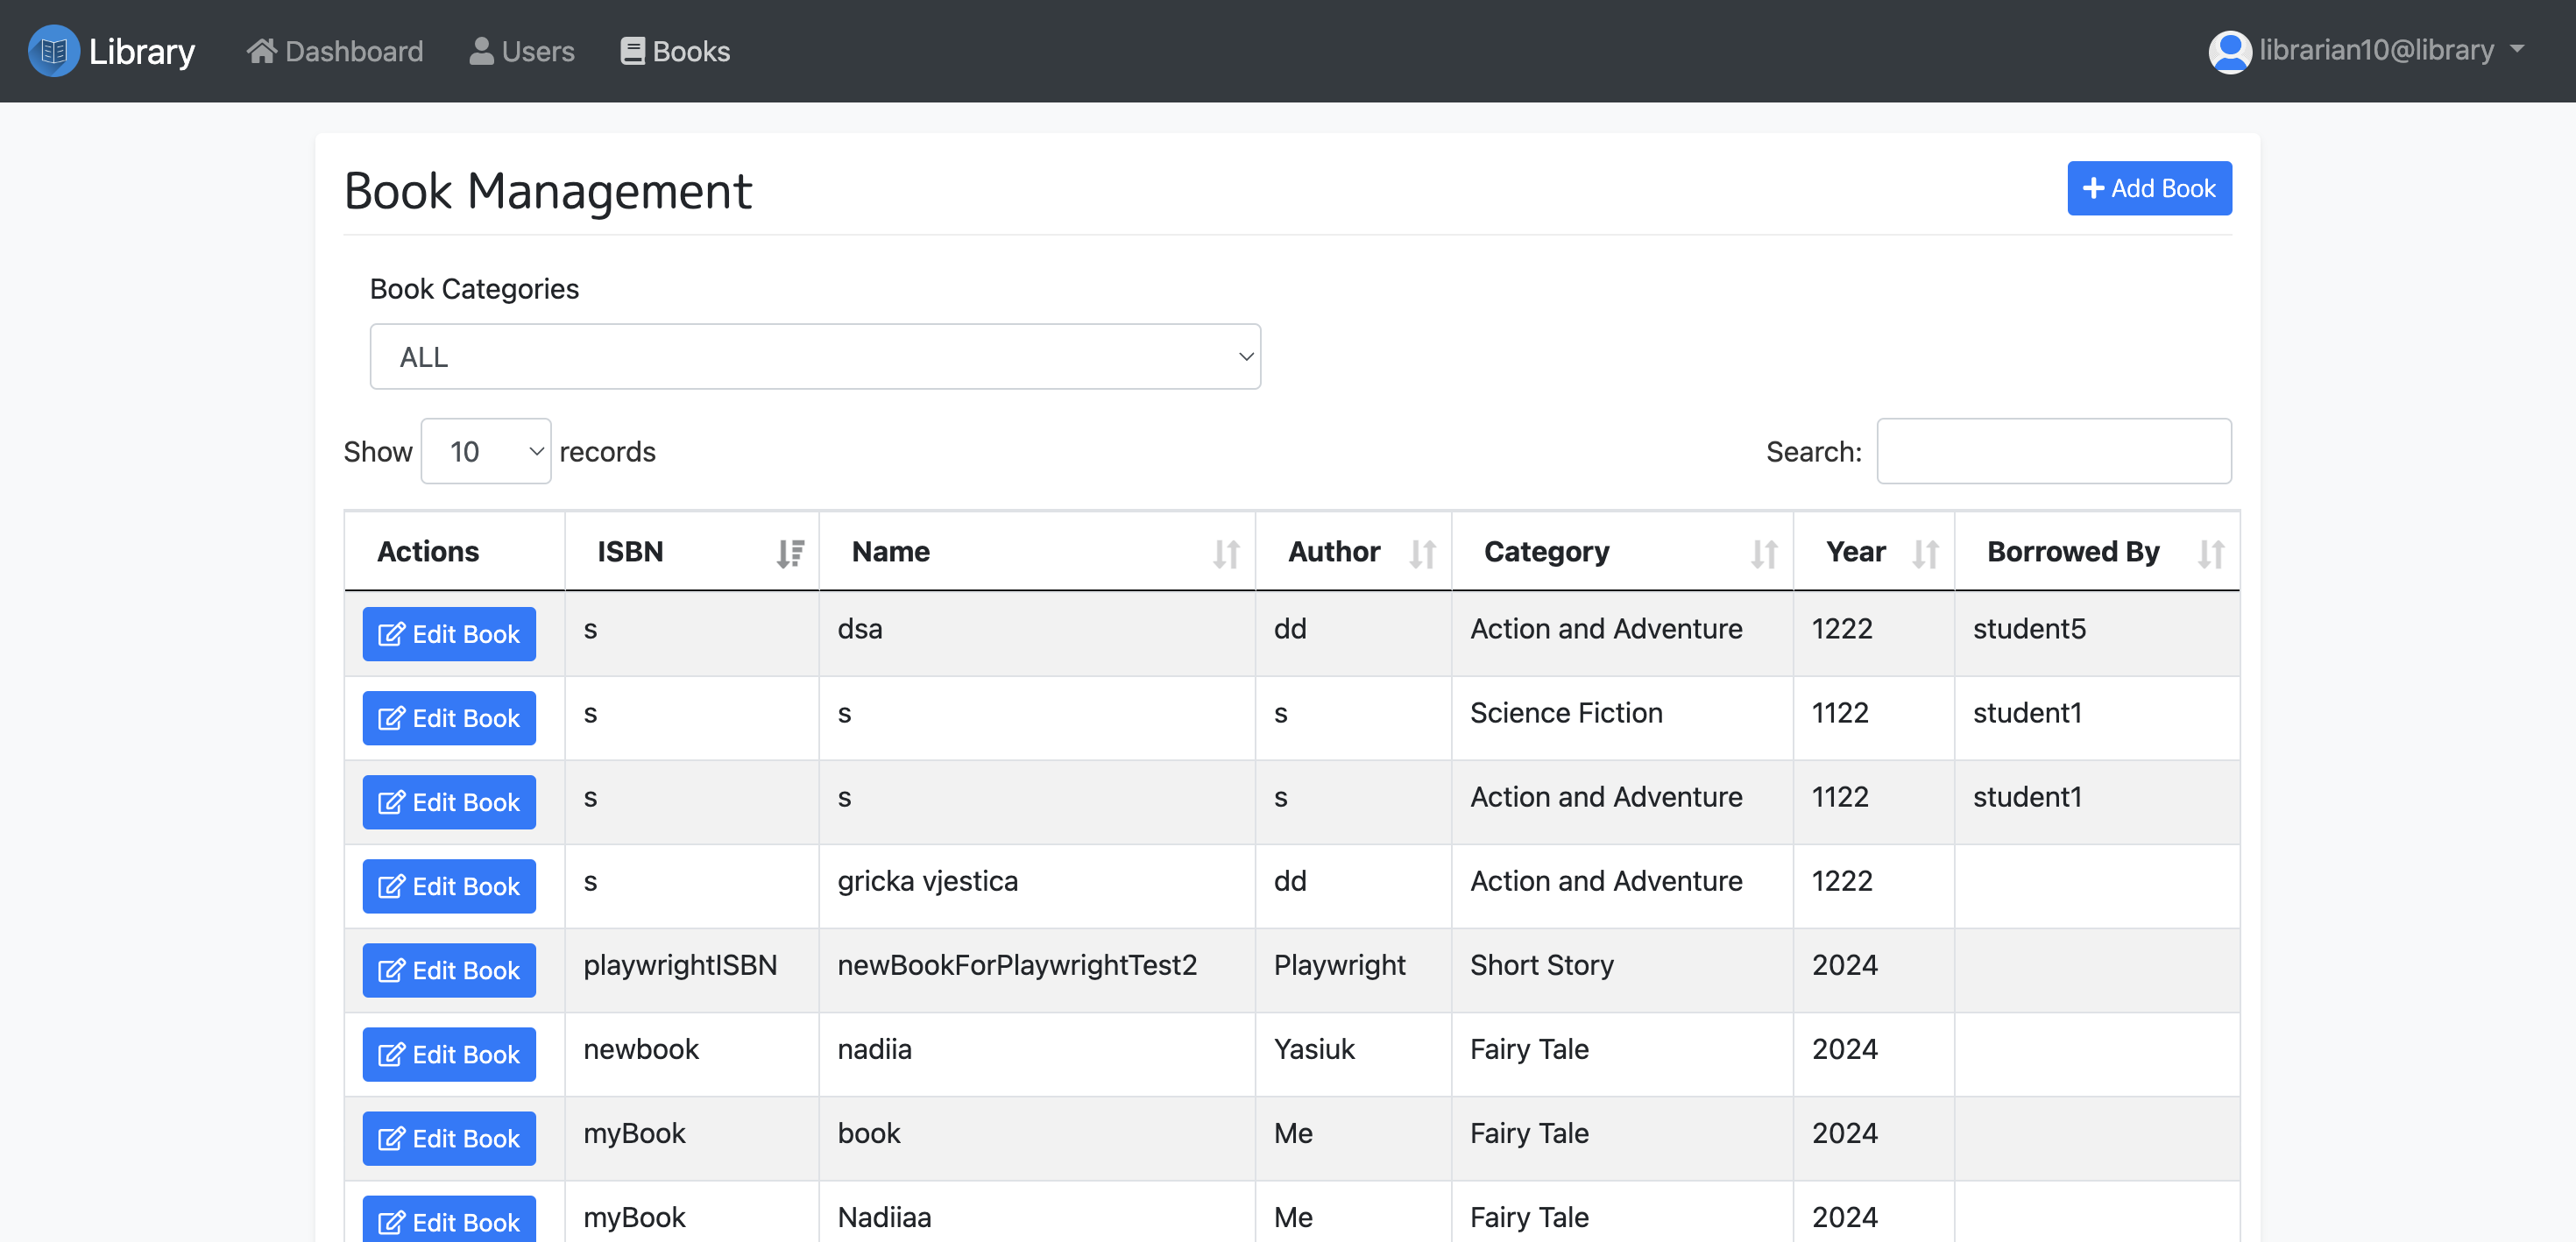 Library Dashboard Users Books librarian10@library
Book Management Add Book
Book Categories
ALL
Show 10 records Search:
Actions ISBN Name Author Category Year Borrowed By
Edit Book s dsa dd Action and Adventure 1222 student5
Edit Book s s s Science Fiction 1122 student1
Edit Book s s s Action and Adventure 1122 student1
Edit Book s gricka vjestica dd Action and Adventure 1222
Edit Book playwrightISBN newBookForPlaywrightTest2 Playwright Short Story 2024
Edit Book newbook nadiia Yasiuk Fairy Tale 2024
Edit Book myBook book Me Fairy Tale 2024
Edit Book myBook Nadiiaa Me Fairy Tale 2024